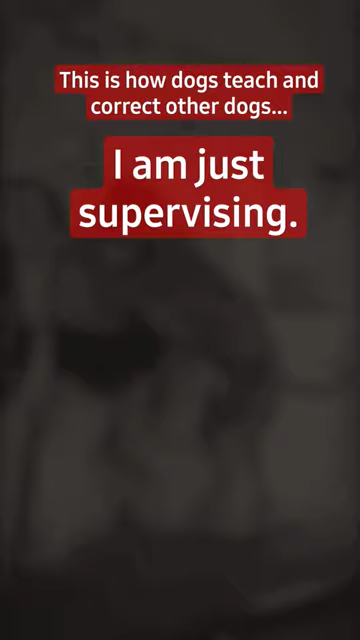 This is how dogs teach and
correct other dogs...
I am just
supervising.